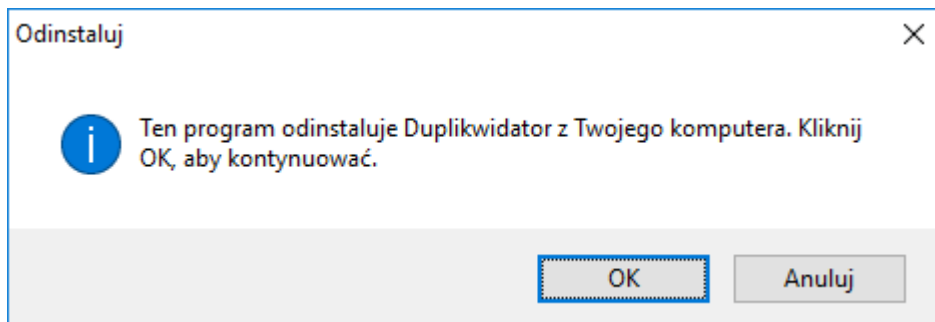 Odinstaluj
Ten program odinstaluje Duplikwidator z Twojego komputera. Kliknij
OK, aby kontynuować.
OK
Anuluj